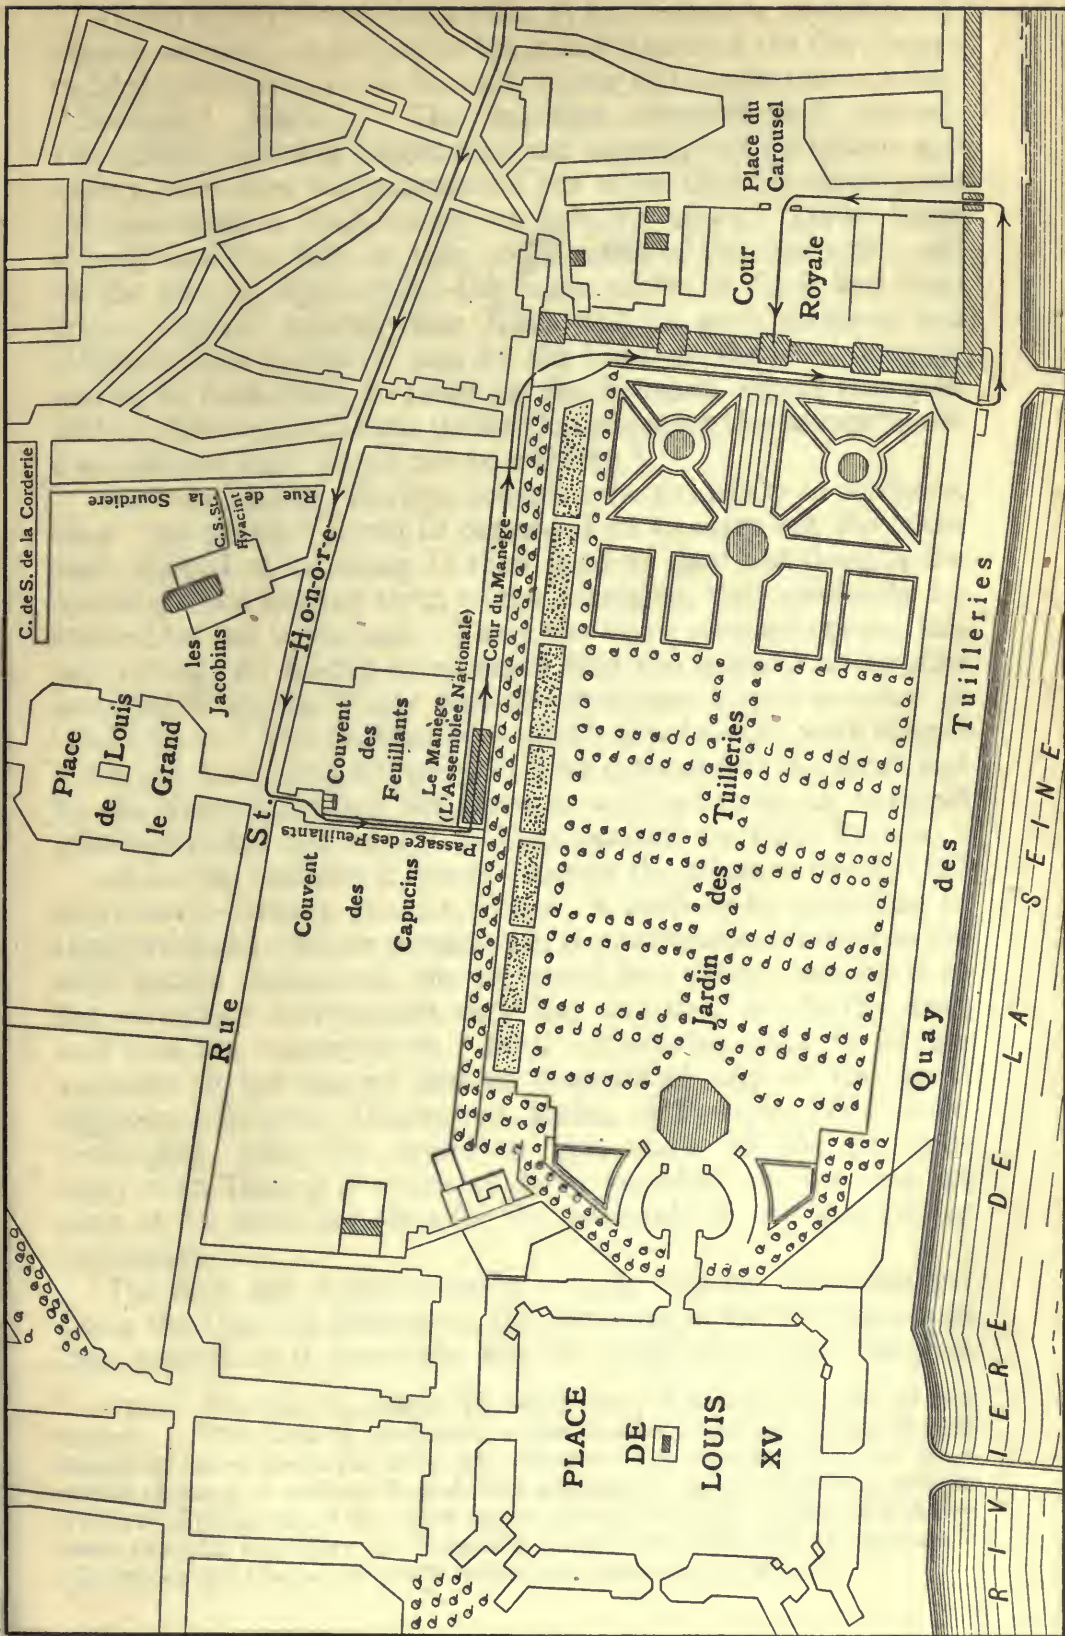 C. de S. de la Corderie
Rue de la Sourdiere
C.S. St.
Hyacint
les
Jacobins
Place
de Louis
le Grand
Rue St. Honore
Couvent
des
Feuillants
Le Manège
(L'Assemblee Nationale)
Cour du Manège
Passage des Feuillants
Couvent
des
Capucins
Place du
Carousel
Cour
Royale
Jardin des Tuilleries
Quay des Tuilleries
RIVIERE DE LA SEINE
PLACE
DE
LOUIS
XV